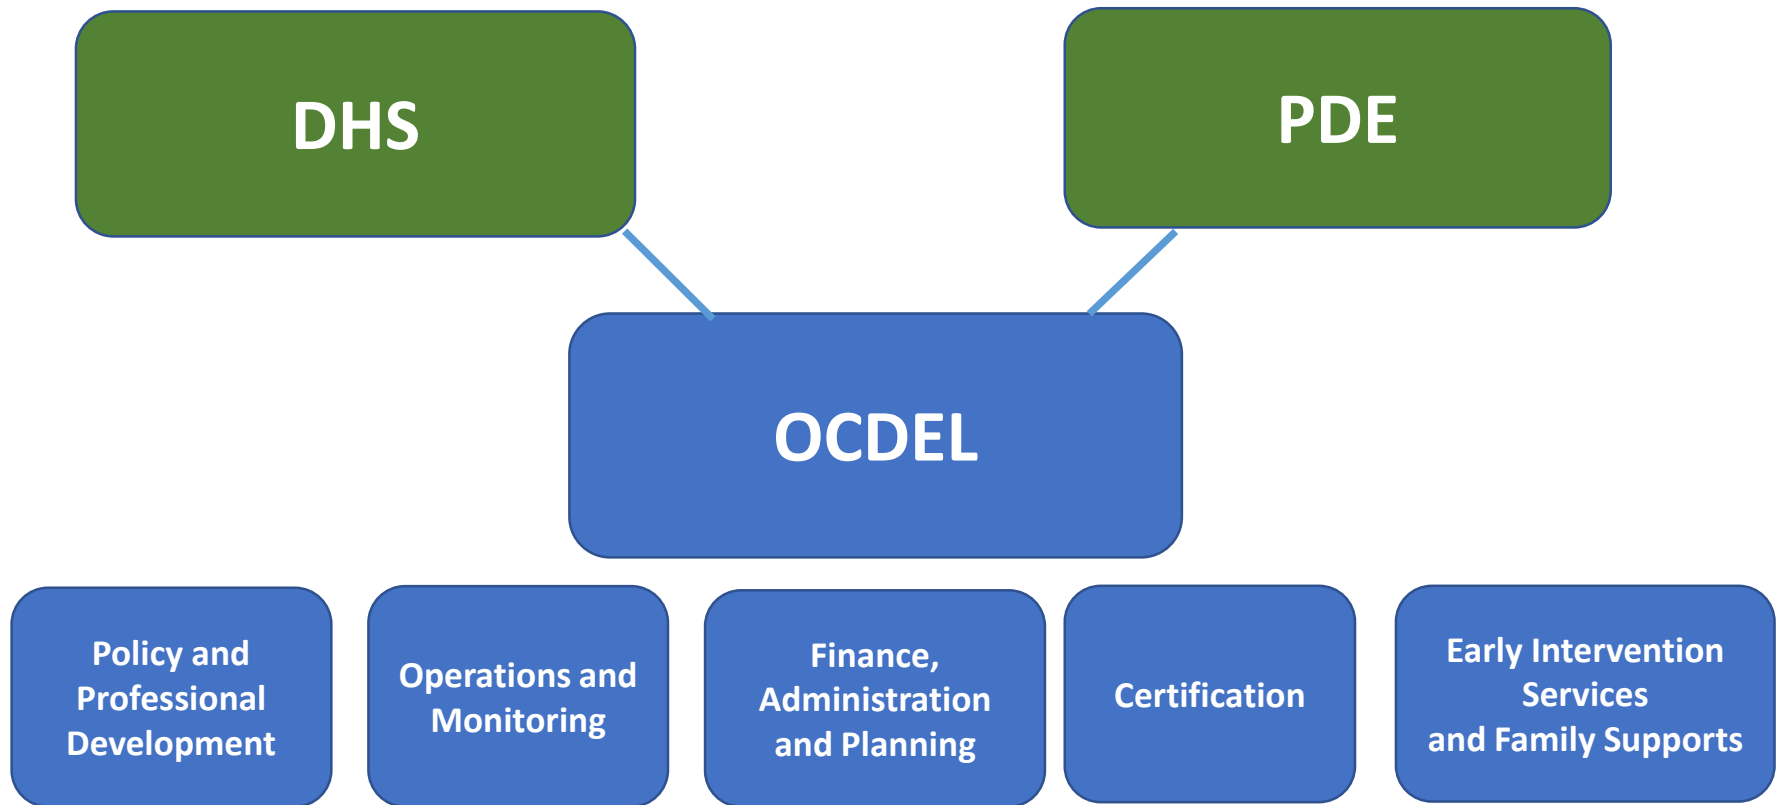 DHS
PDE
OCDEL
Policy and
Professional
Development
Operations and
Monitoring
Finance,
Administration
and Planning
Certification
Early Intervention
Services
and Family Supports